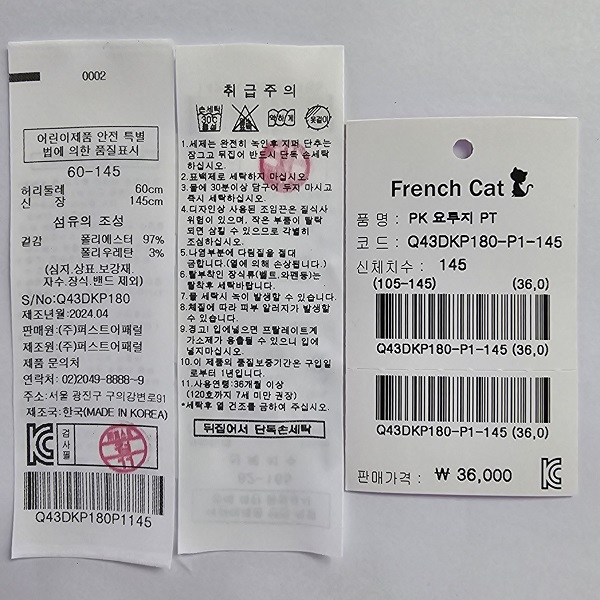 0002
어린이제품 안전 특별
법에 의한 품질표시
60-145
허리둘레 60cm
신 장 145cm
섬유의 조성
겉감 폴리에스터 97%
폴리우레탄 3%
(심지.상표.보강재.
자수.장식.밴드 제외)
S/No:Q43DKP180
제조년월:2024.04
판매원:(주)퍼스트어패럴
제조원:(주)퍼스트어패럴
제품 문의처
연락처: 02)2049-8888~9
주소:서울 광진구 구의강변로91
제조국:한국(MADE IN KOREA)
검사필
Q43DKP180P1145
취급주의
손세탁
30℃
중성
약하게
옷걸이
1.세제는 완전히 녹인후 지퍼 단추는
장그고 뒤집어 반드시 단독 손세탁
하십시오.
2.표백제로 세탁하지 마십시오.
3.물에 30분이상 담구어 두지 마시고
즉시 세탁하십시오.
4.디자인상 사용된 조임끈은 질식사
위험이 있으며, 작은 부품이 탈락
되면 삼킬 수 있으므로 각별히
조심하십시오.
5.나염부분에 다림질을 절대
금합니다.(열에 의해 손상됩니다.)
6.탈부착인 장식류(벨트,와펜등)는
탈착후 세탁바랍니다.
7.물 세탁시 녹이 발생할 수 있습니다.
8.체질에 따라 피부 알러지가 발생할
수 있습니다.
9.경고! 입에넣으면 프탈레이트계
가소제가 용출될 수 있으니 입에
넣지마십시오.
10.이 제품의 품질보증기간은 구입일
로부터 1년입니다.
11.사용연령:36개월 이상
(120호까지 7세 미만 권장)
*세탁후 열 건조를 금하여 주십시오.
뒤집어서 단독손세탁
French Cat
품 명 : PK 요투지 PT
코 드 : Q43DKP180-P1-145
신체치수 : 145
(105-145) (36,0)
Q43DKP180-P1-145 (36,0)
Q43DKP180-P1-145 (36,0)
판매가격 : ₩ 36,000